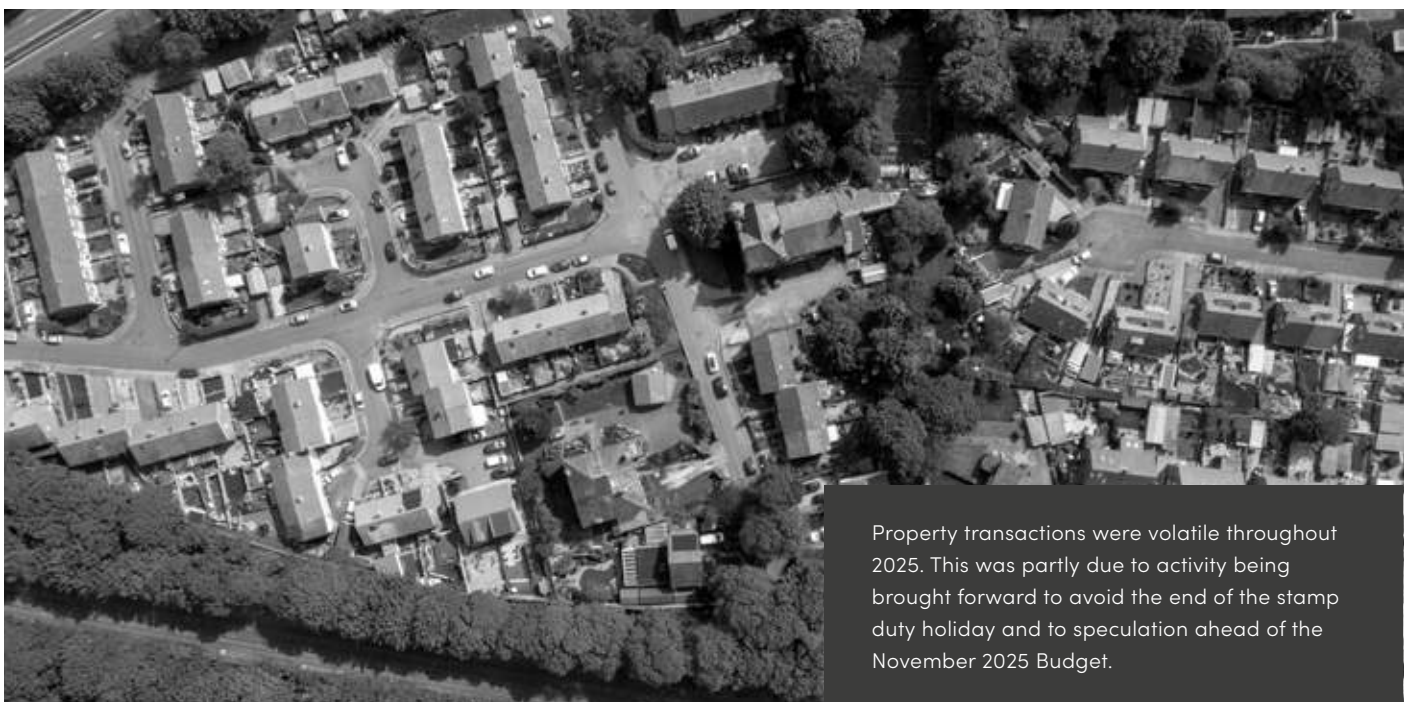 Property transactions were volatile throughout
2025. This was partly due to activity being
brought forward to avoid the end of the stamp
duty holiday and to speculation ahead of the
November 2025 Budget.